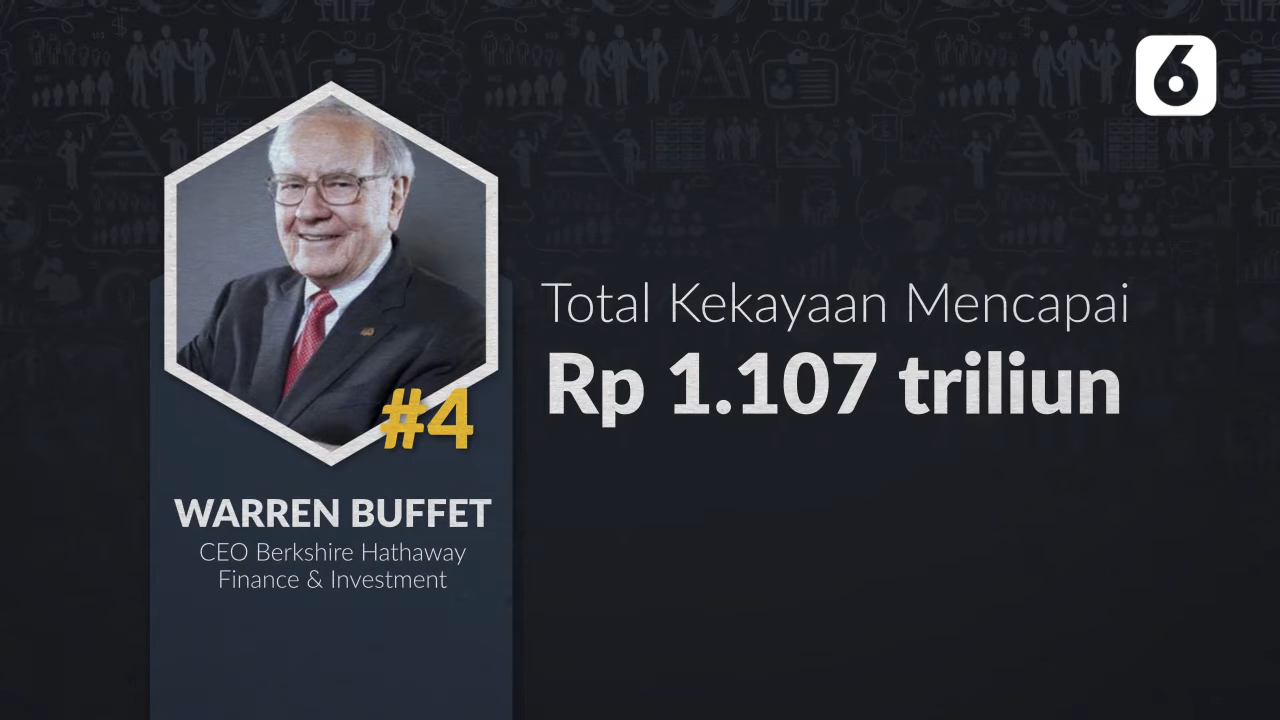 6
#4
WARREN BUFFET
CEO Berkshire Hathaway
Finance & Investment
Total Kekayaan Mencapai
Rp 1.107 triliun